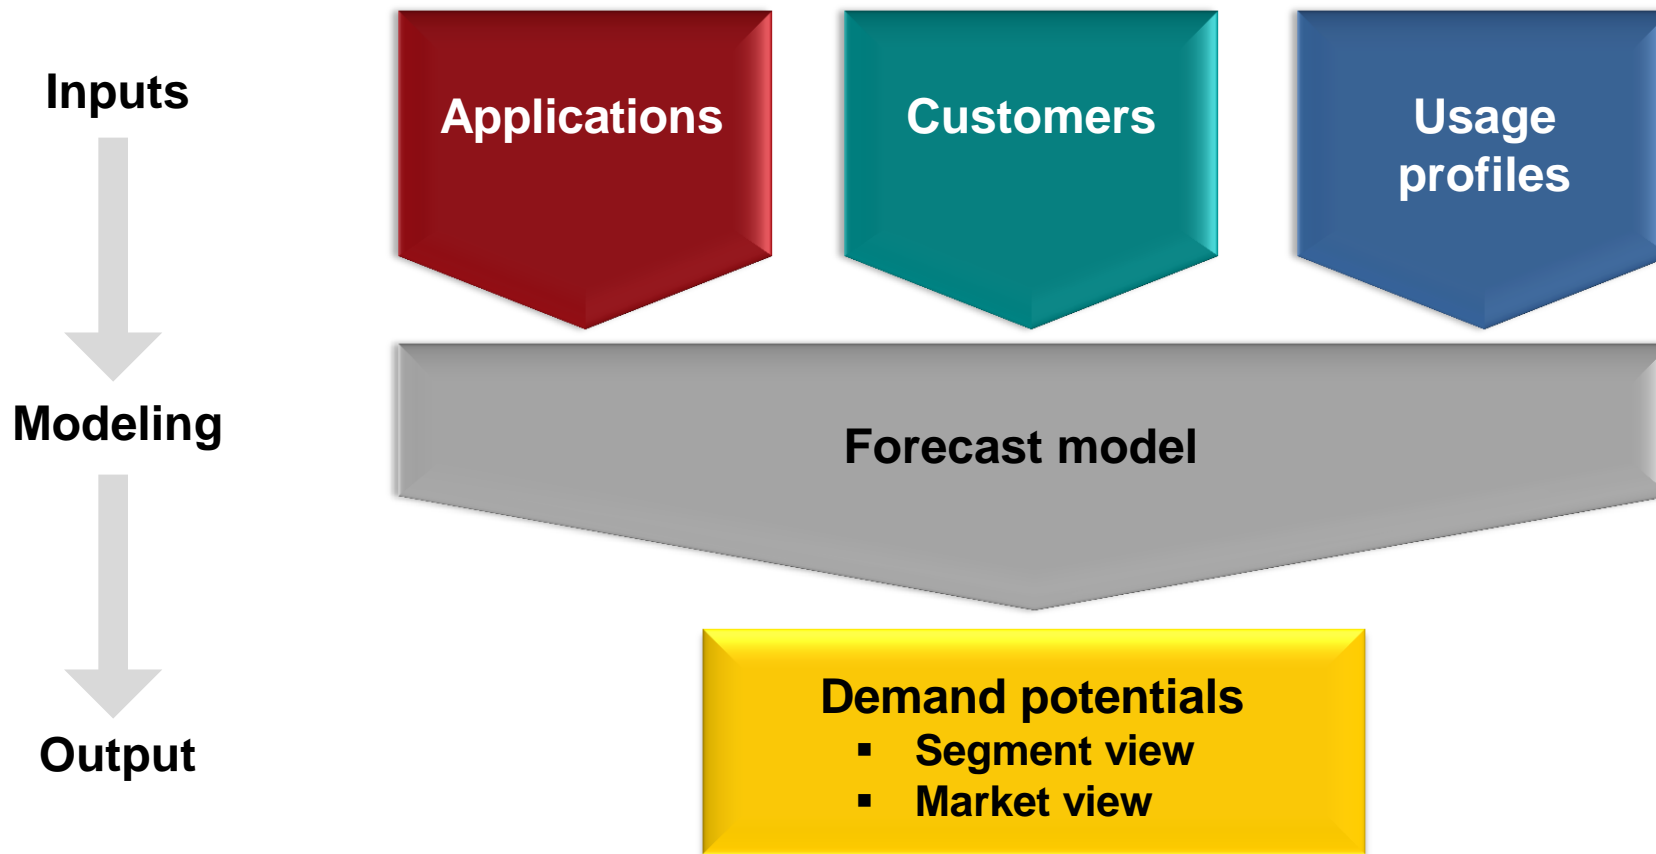 Inputs
Applications
Customers
Usage
profiles
Modeling
Forecast model
Output
Demand potentials
▪ Segment view
▪ Market view